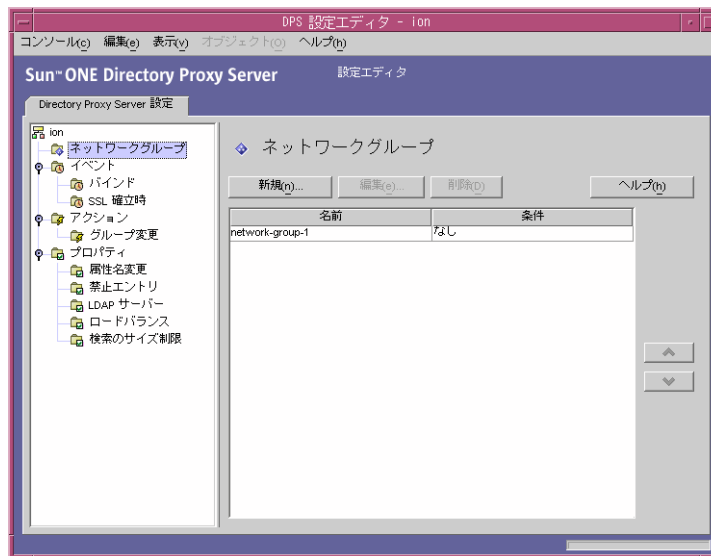 DPS 設定エディタ - ion
コンソール(c) 編集(e) 表示(v) オブジェクト(O) ヘルプ(h)
Sun™ ONE Directory Proxy Server 設定エディタ
Directory Proxy Server 設定
ion
ネットワークグループ
イベント
バインド
SSL 確立時
アクション
グループ変更
プロパティ
属性名変更
禁止エントリ
LDAP サーバー
ロードバランス
検索のサイズ制限
ネットワークグループ
新規(n)... 編集(e)... 削除(D) ヘルプ(h)
名前 条件
network-group-1 なし